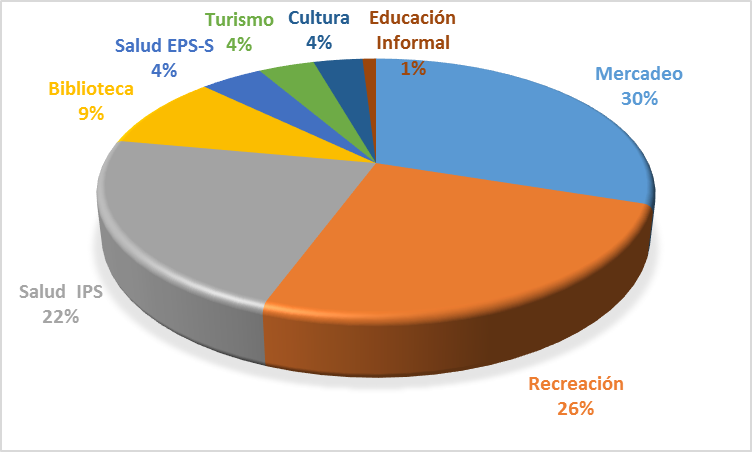 Mercadeo
30%
Recreación
26%
Salud  IPS
22%
Biblioteca
9%
Salud EPS-S
4%
Turismo
4%
Cultura
4%
Educación
Informal
1%